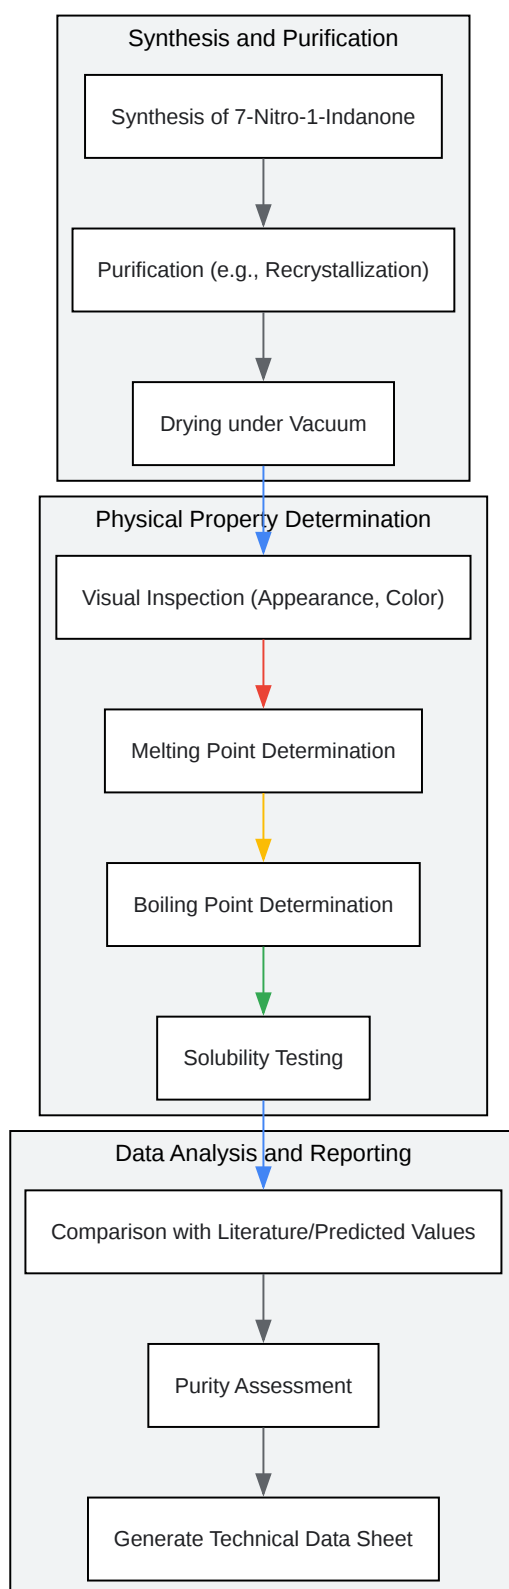 Synthesis and Purification
Synthesis of 7-Nitro-1-Indanone
Purification (e.g., Recrystallization)
Drying under Vacuum
Physical Property Determination
Visual Inspection (Appearance, Color)
Melting Point Determination
Boiling Point Determination
Solubility Testing
Data Analysis and Reporting
Comparison with Literature/Predicted Values
Purity Assessment
Generate Technical Data Sheet